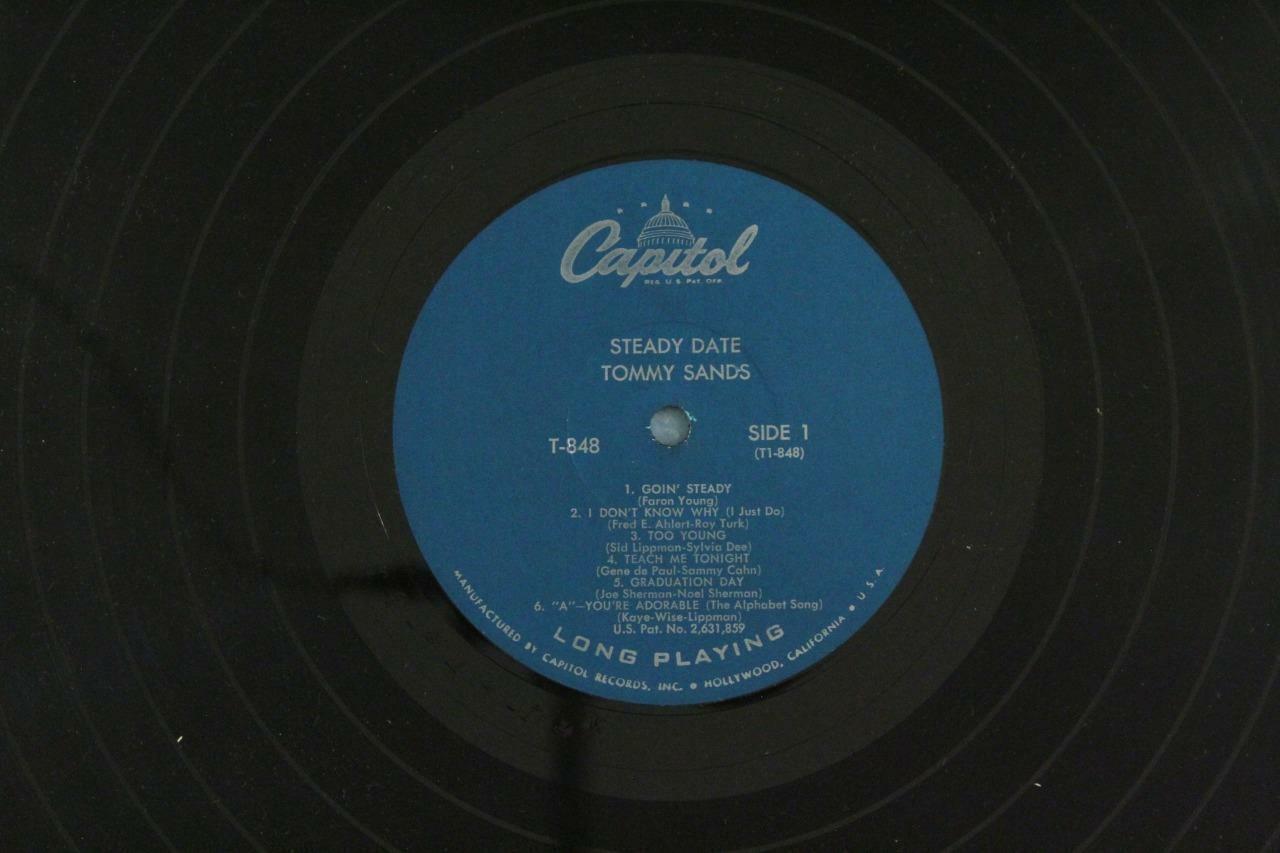 Capitol
REG. U.S. PAT. OFF.
STEADY DATE
TOMMY SANDS
T-848
SIDE 1
(T1-848)
1. GOIN' STEADY
(Faron Young)
2. I DON'T KNOW WHY (I Just Do)
(Fred E. Ahlert-Roy Turk)
3. TOO YOUNG
(Sid Lippman-Sylvia Dee)
4. TEACH ME TONIGHT
(Gene de Paul-Sammy Cahn)
5. GRADUATION DAY
(Joe Sherman-Noel Sherman)
6. "A"—YOU'RE ADORABLE (The Alphabet Song)
(Kaye-Wise-Lippman)
U.S. Pat. No. 2,631,859
LONG PLAYING
MANUFACTURED BY CAPITOL RECORDS, INC. • HOLLYWOOD, CALIFORNIA • U.S.A.